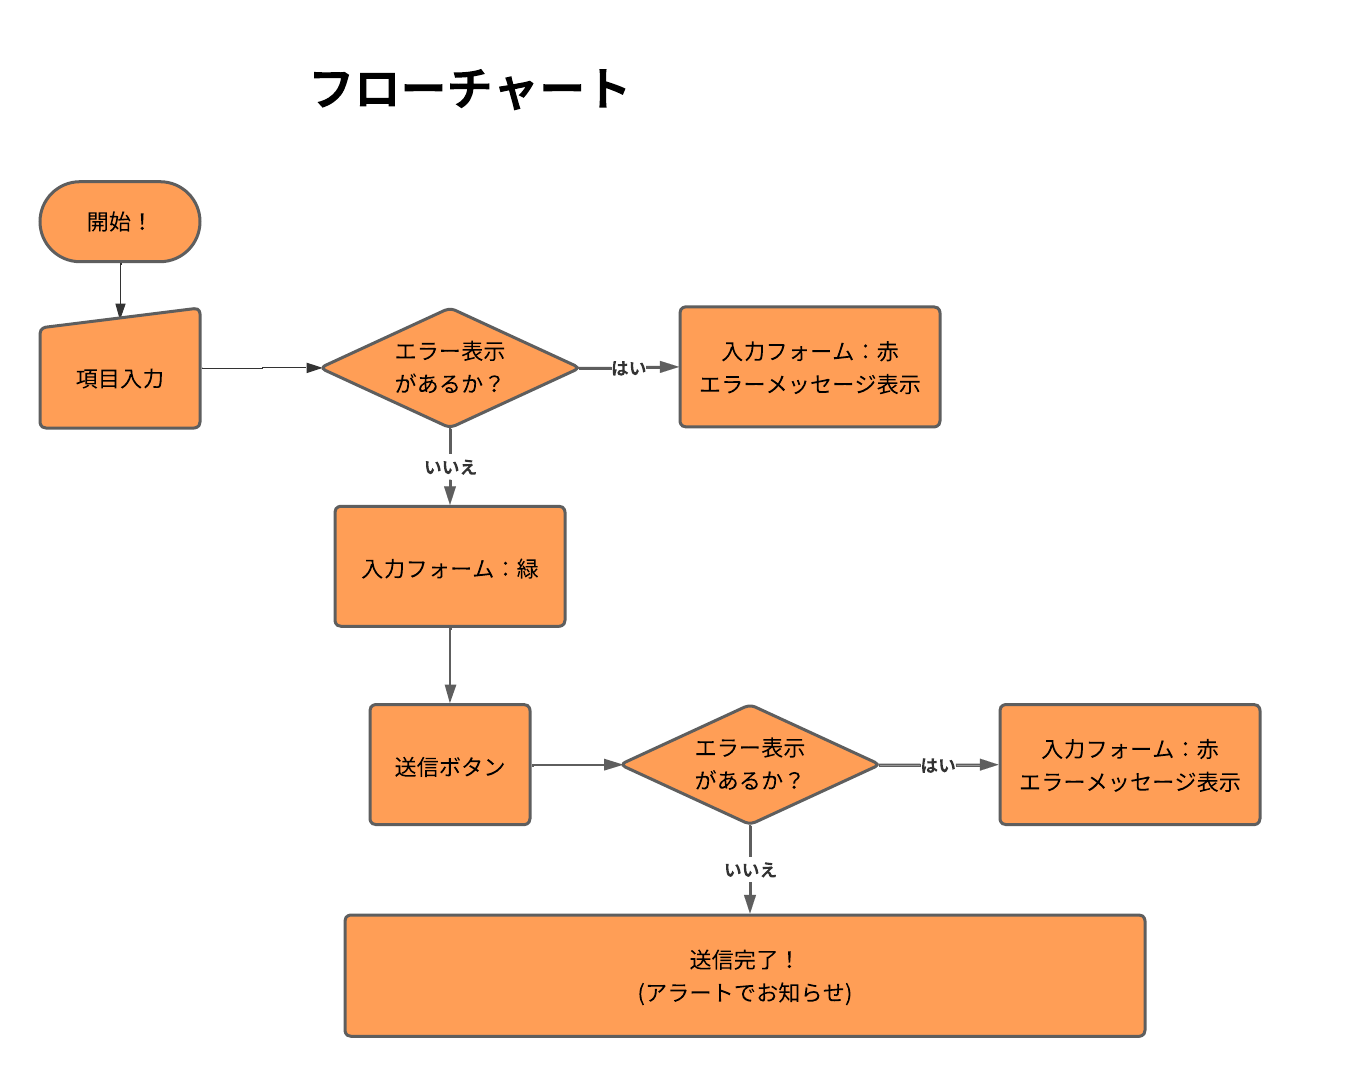 フローチャート
開始！
項目入力
エラー表示
があるか？
はい
入力フォーム：赤
エラーメッセージ表示
いいえ
入力フォーム：緑
送信ボタン
エラー表示
があるか？
はい
入力フォーム：赤
エラーメッセージ表示
いいえ
送信完了！
(アラートでお知らせ)